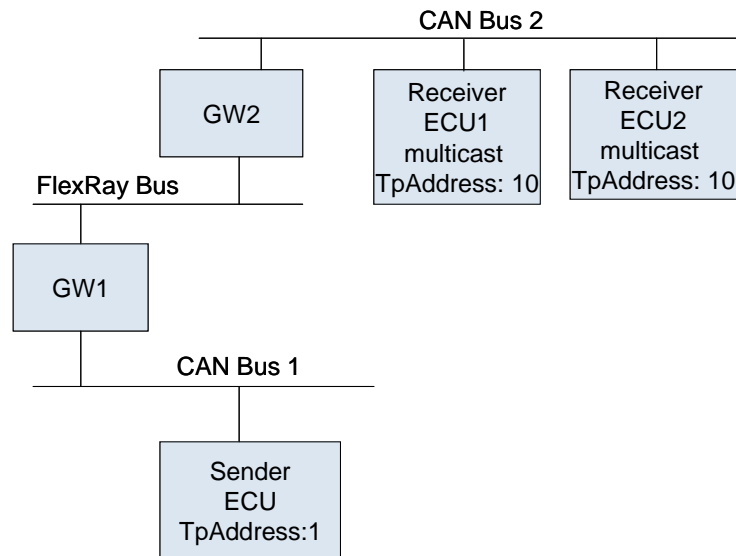 CAN Bus 2
GW2
Receiver
ECU1
multicast
TpAddress: 10
Receiver
ECU2
multicast
TpAddress: 10
FlexRay Bus
GW1
CAN Bus 1
Sender
ECU
TpAddress:1